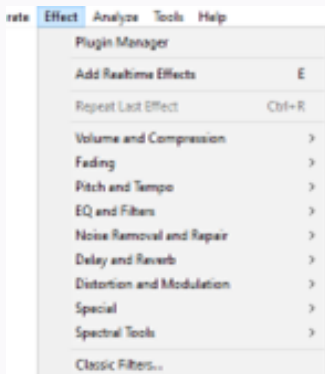 rate Effect Analyze Tools Help
Plugin Manager
Add Realtime Effects E
Repeat Last Effect Ctrl+R
Volume and Compression >
Fading >
Pitch and Tempo >
EQ and Filters >
Noise Removal and Repair >
Delay and Reverb >
Distortion and Modulation >
Special >
Spectral Tools >
Classic Filters...